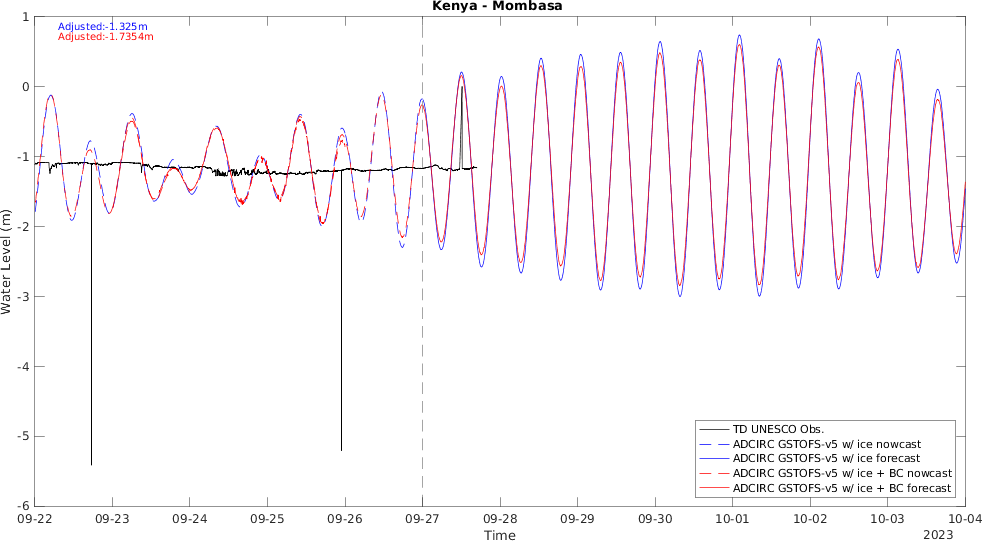 Kenya - Mombasa
Adjusted:-1.325m
Adjusted:-1.7354m
1
0
-1
-2
-3
-4
-5
-6
Water Level (m)
TD UNESCO Obs.
ADCIRC GSTOFS-v5 w/ ice nowcast
ADCIRC GSTOFS-v5 w/ ice forecast
ADCIRC GSTOFS-v5 w/ ice + BC nowcast
ADCIRC GSTOFS-v5 w/ ice + BC forecast
09-22 09-23 09-24 09-25 09-26 09-27 09-28 09-29 09-30 10-01 10-02 10-03 10-04
Time
2023